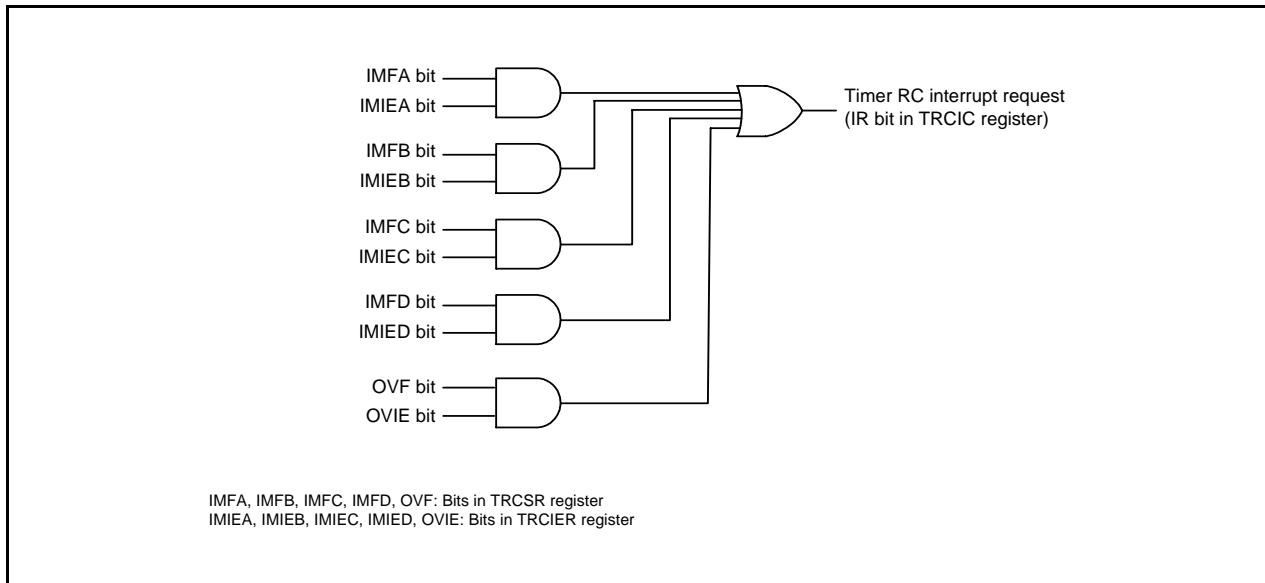 IMFA bit
IMIEA bit
IMFB bit
IMIEB bit
IMFC bit
IMIEC bit
IMFD bit
IMIED bit
OVF bit
OVIE bit
Timer RC interrupt request
(IR bit in TRCIC register)
IMFA, IMFB, IMFC, IMFD, OVF: Bits in TRCSR register
IMIEA, IMIEB, IMIEC, IMIED, OVIE: Bits in TRCIER register